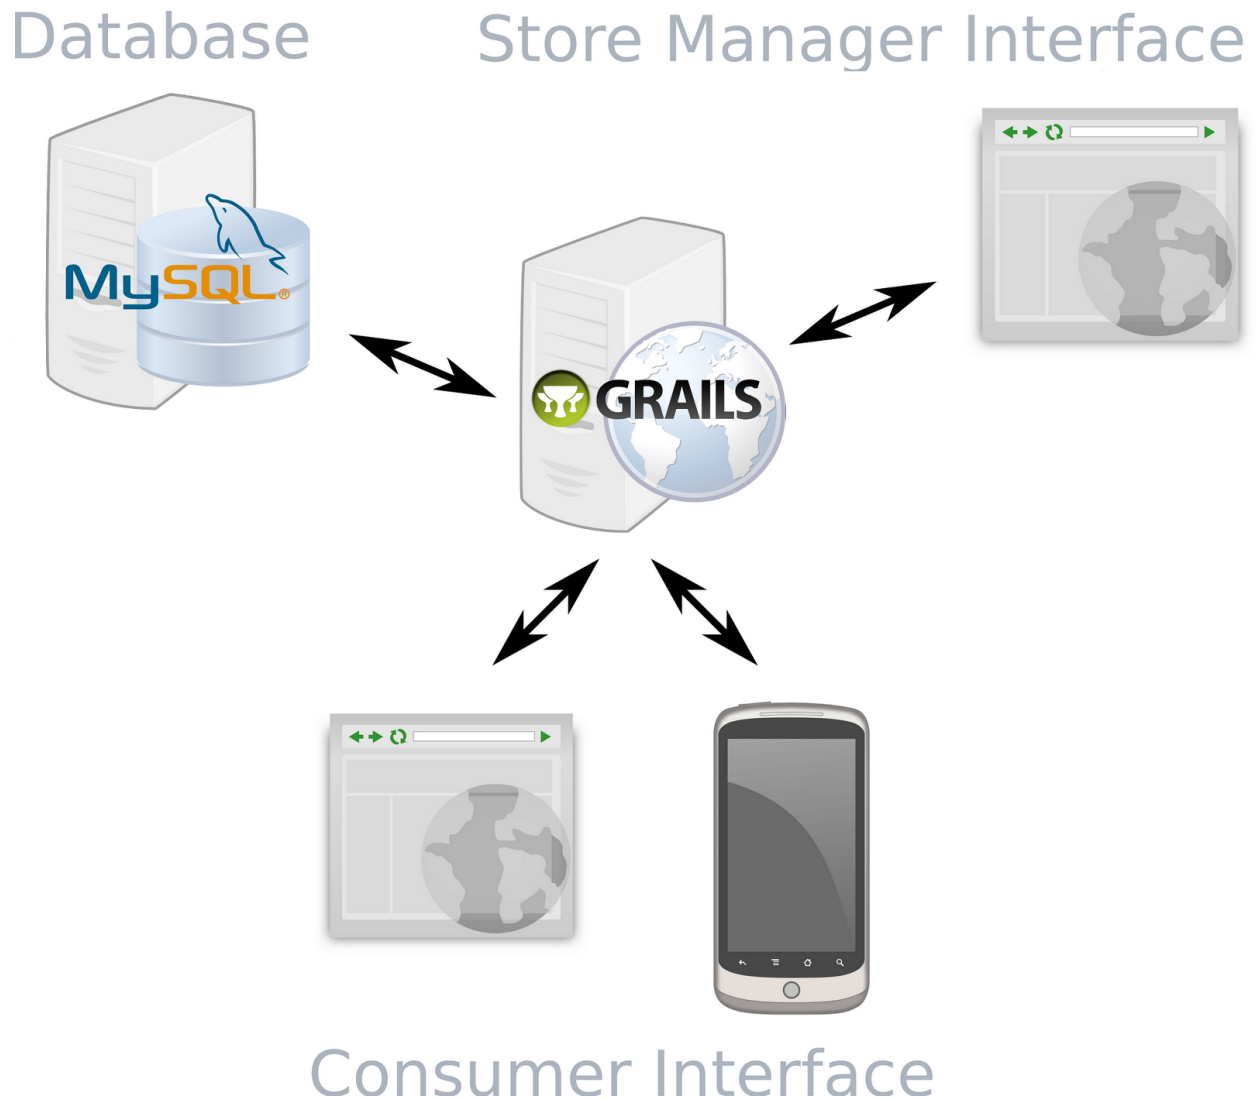 Database
Store Manager Interface
MySQL®
GRAILS
Consumer Interface